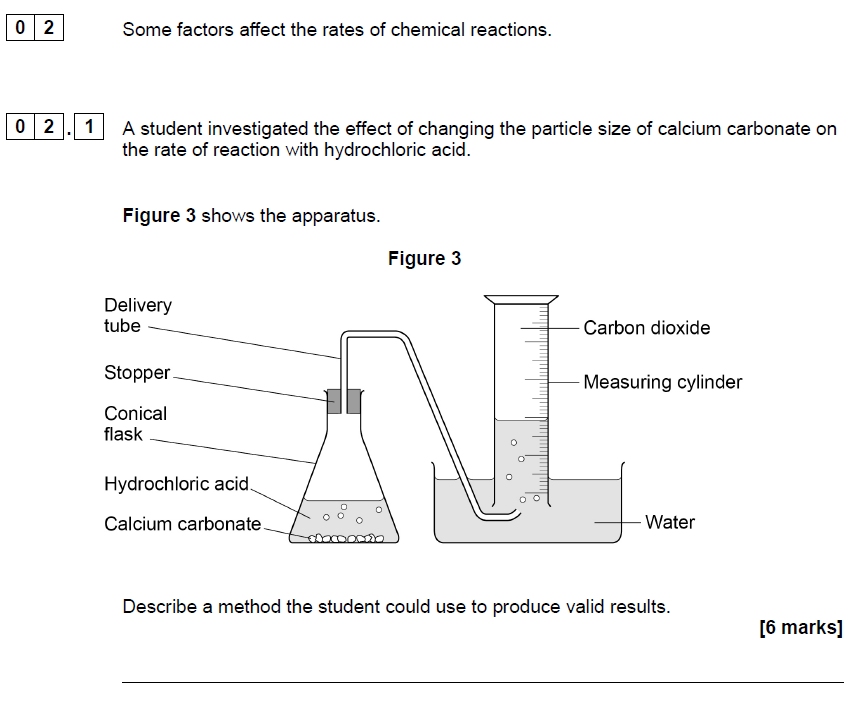 0 2 Some factors affect the rates of chemical reactions.
0 2 . 1 A student investigated the effect of changing the particle size of calcium carbonate on
the rate of reaction with hydrochloric acid.
Figure 3 shows the apparatus.
Figure 3
Delivery
tube
Stopper
Conical
flask
Hydrochloric acid
Calcium carbonate
Carbon dioxide
Measuring cylinder
Water
Describe a method the student could use to produce valid results.
[6 marks]